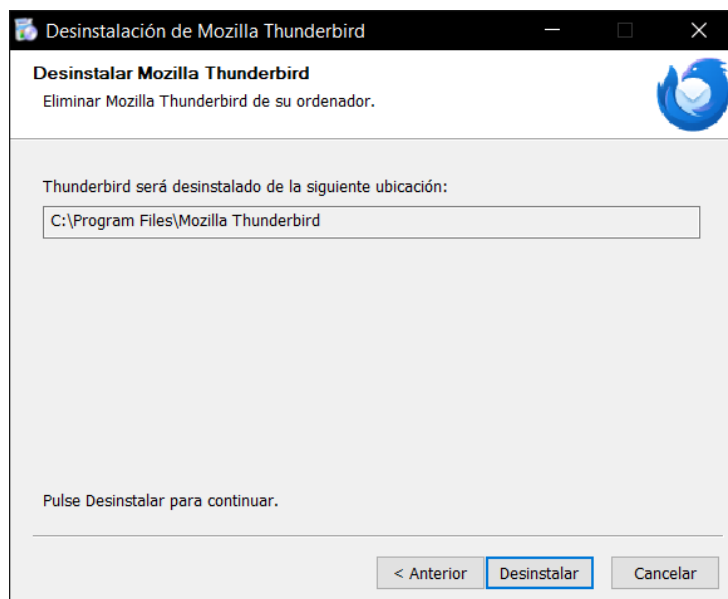 Desinstalación de Mozilla Thunderbird
Desinstalar Mozilla Thunderbird
Eliminar Mozilla Thunderbird de su ordenador.
Thunderbird será desinstalado de la siguiente ubicación:
C:\Program Files\Mozilla Thunderbird
Pulse Desinstalar para continuar.
< Anterior
Desinstalar
Cancelar